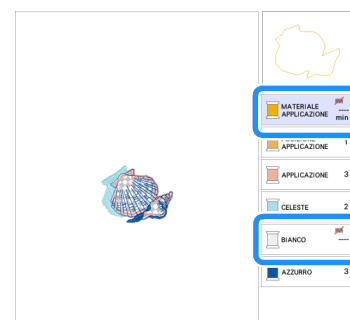 MATERIALE
APPLICAZIONE
----
min
APPLICAZIONE
1
APPLICAZIONE
3
CELESTE
2
BIANCO
----
AZZURRO
3